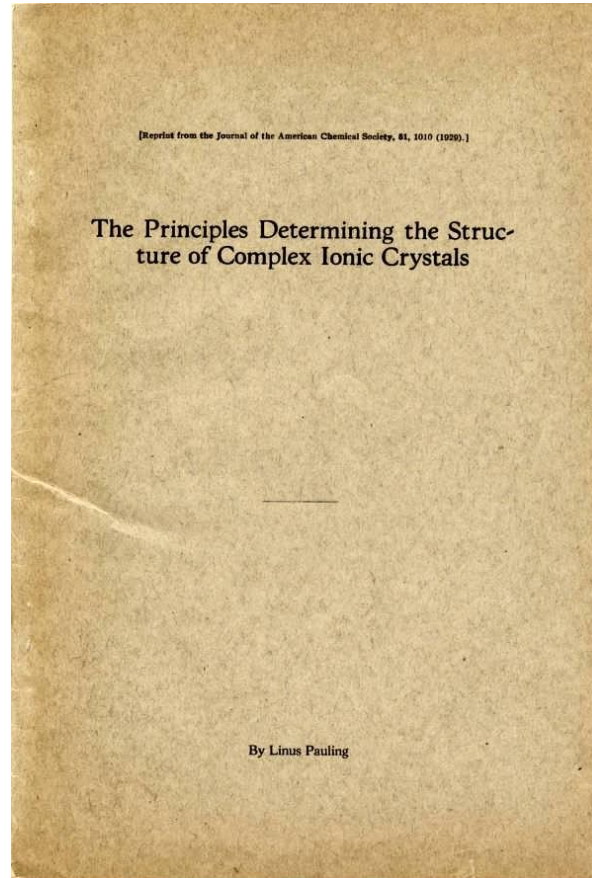 [Reprint from the Journal of the American Chemical Society, 51, 1010 (1929).]
The Principles Determining the Struc-
ture of Complex Ionic Crystals
By Linus Pauling